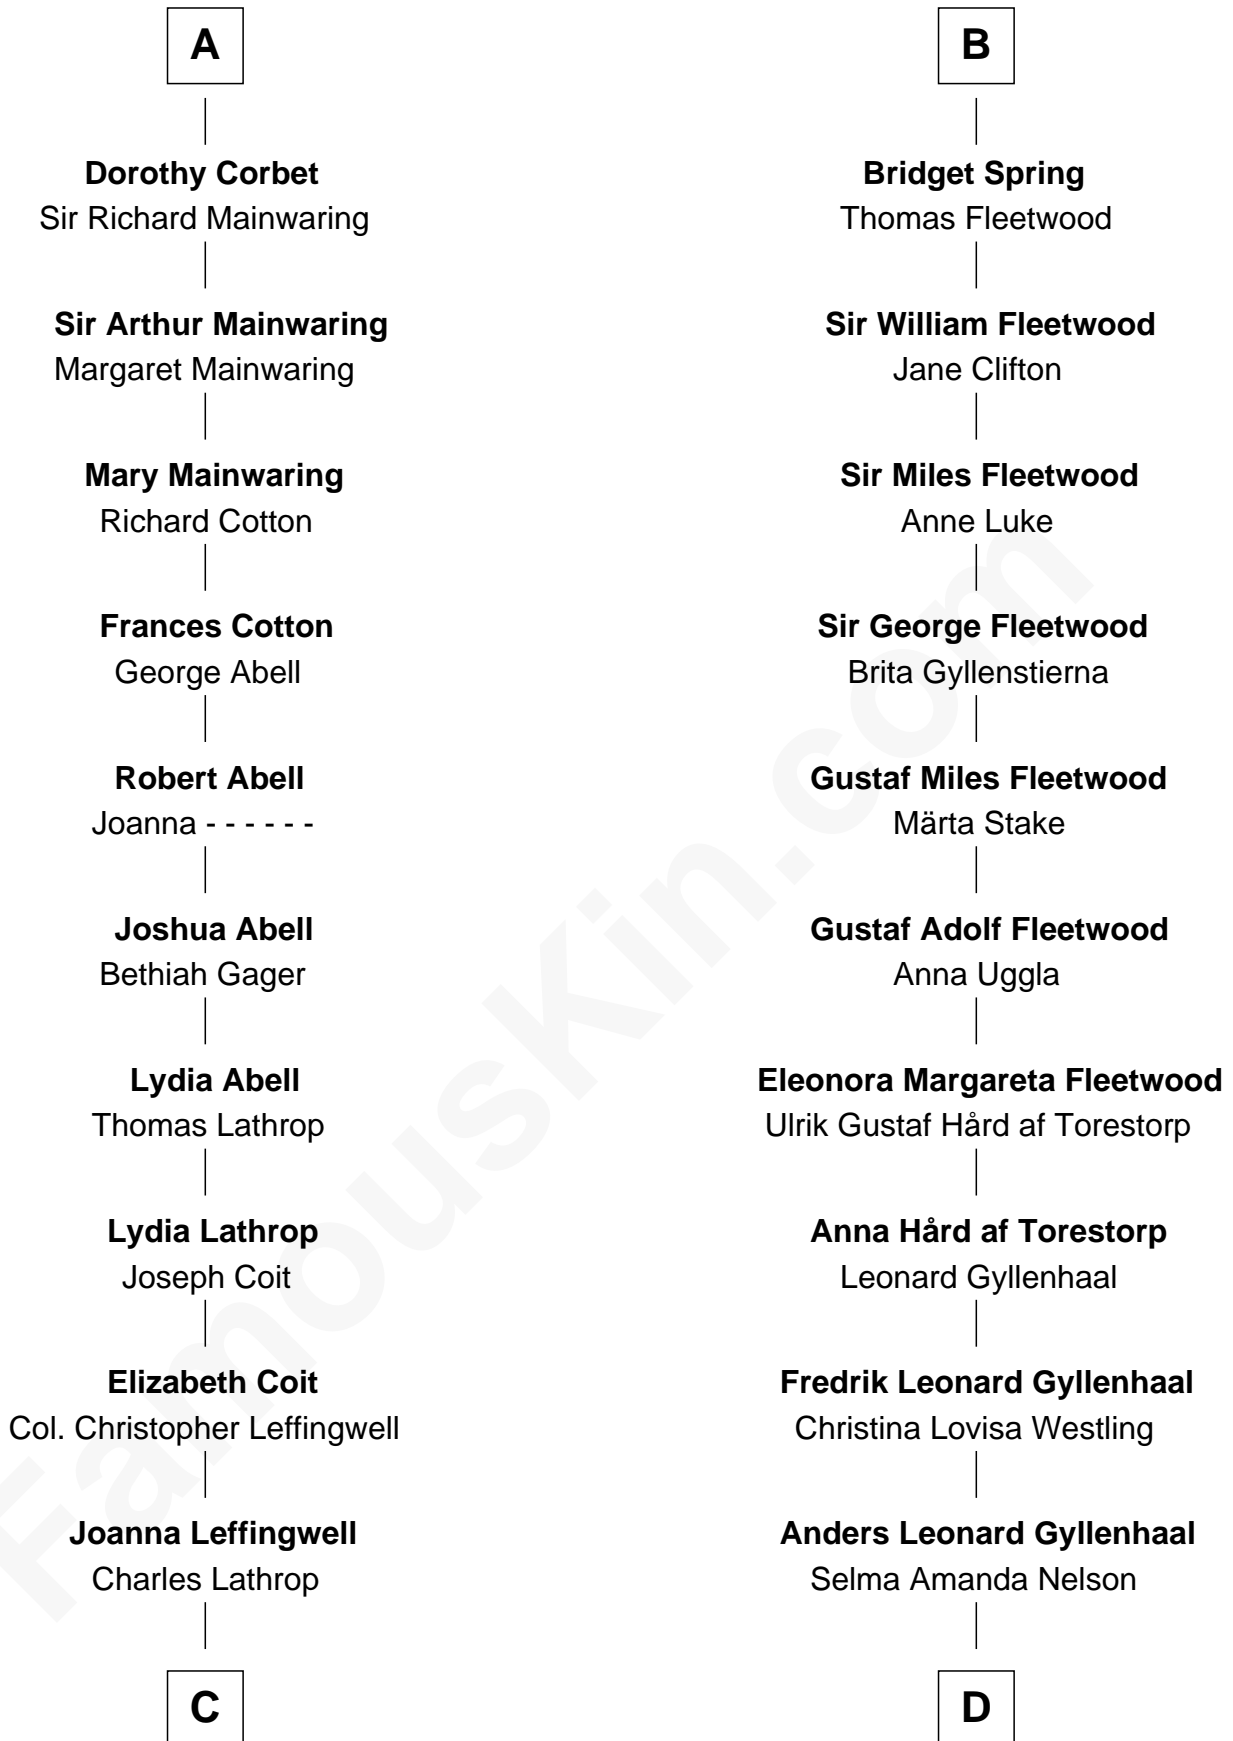 A
Dorothy Corbet
Sir Richard Mainwaring
Sir Arthur Mainwaring
Margaret Mainwaring
Mary Mainwaring
Richard Cotton
Frances Cotton
George Abell
Robert Abell
Joanna - - - - - -
Joshua Abell
Bethiah Gager
Lydia Abell
Thomas Lathrop
Lydia Lathrop
Joseph Coit
Elizabeth Coit
Col. Christopher Leffingwell
Joanna Leffingwell
Charles Lathrop
C
B
Bridget Spring
Thomas Fleetwood
Sir William Fleetwood
Jane Clifton
Sir Miles Fleetwood
Anne Luke
Sir George Fleetwood
Brita Gyllenstierna
Gustaf Miles Fleetwood
Märta Stake
Gustaf Adolf Fleetwood
Anna Uggla
Eleonora Margareta Fleetwood
Ulrik Gustaf Hård af Torestorp
Anna Hård af Torestorp
Leonard Gyllenhaal
Fredrik Leonard Gyllenhaal
Christina Lovisa Westling
Anders Leonard Gyllenhaal
Selma Amanda Nelson
D
FamousKin.com